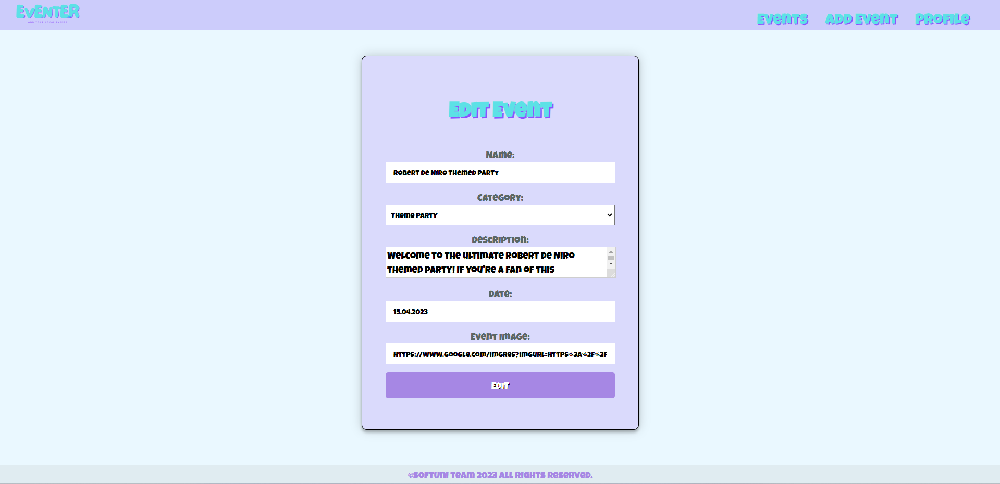 EVENTER
ADD YOUR LOCAL EVENTS
Events
Add Event
Profile
Edit Event
Name:
Robert De Niro Themed Party
Category:
Theme Party
Description:
Welcome to the ultimate Robert De Niro
themed party! If you're a fan of this
Date:
15.04.2023
Event Image:
https://www.google.com/imgres?imgurl=https%3A%2F%2F
Edit
©SoftUni Team 2023 All Rights Reserved.